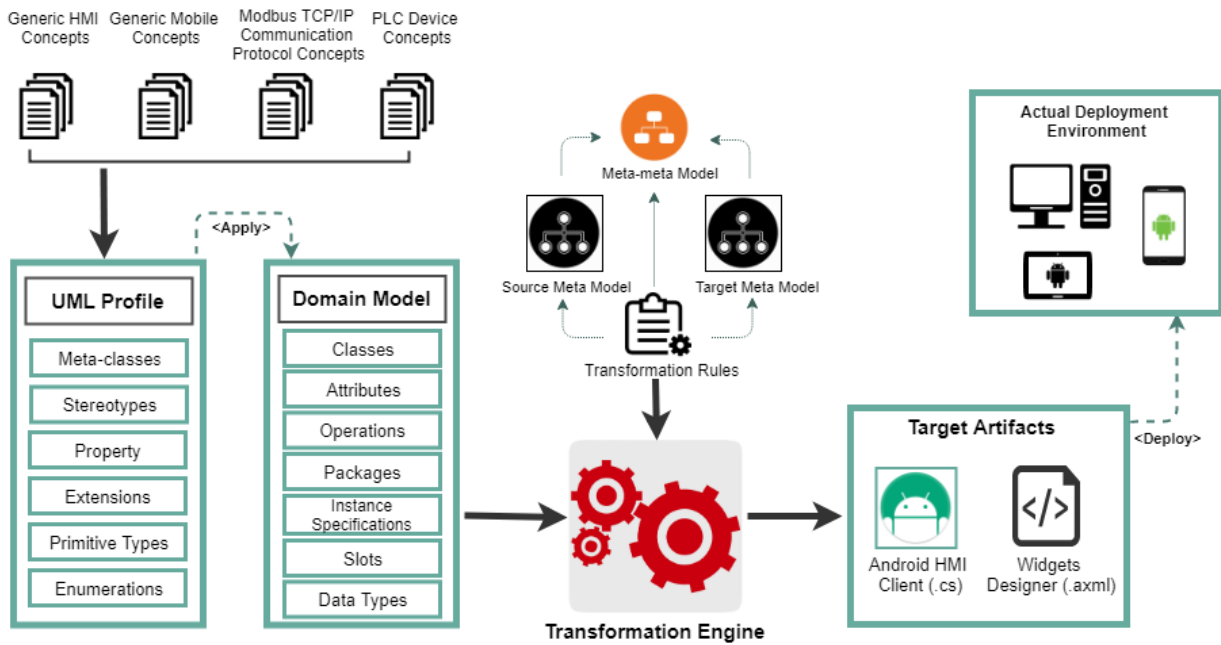 Generic HMI
Concepts
Generic Mobile
Concepts
Modbus TCP/IP
Communication
Protocol Concepts
PLC Device
Concepts
<Apply>
UML Profile
Meta-classes
Stereotypes
Property
Extensions
Primitive Types
Enumerations
Domain Model
Classes
Attributes
Operations
Packages
Instance
Specifications
Slots
Data Types
Meta-meta Model
Source Meta Model
Target Meta Model
Transformation Rules
Transformation Engine
Target Artifacts
Android HMI
Client (.cs)
Widgets
Designer (.axml)
<Deploy>
Actual Deployment
Environment